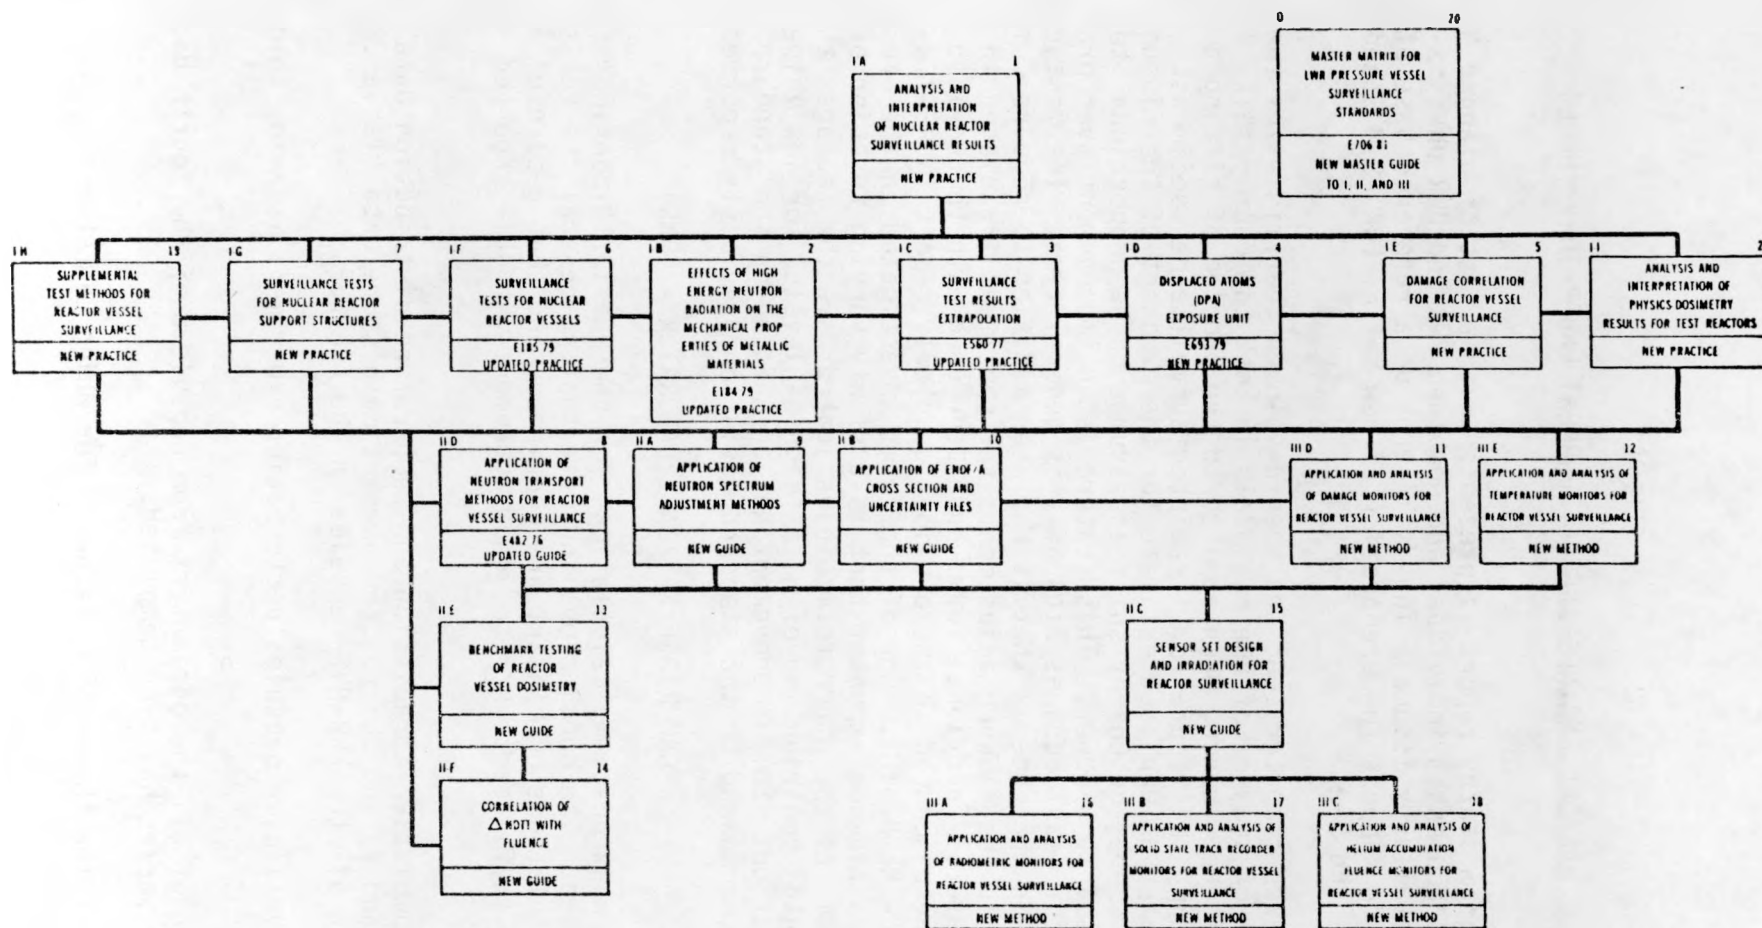 0 20
MASTER MATRIX FOR
LWR PRESSURE VESSEL
SURVEILLANCE
STANDARDS
E706 81
NEW MASTER GUIDE
TO I, II, AND III
I A 1
ANALYSIS AND
INTERPRETATION
OF NUCLEAR REACTOR
SURVEILLANCE RESULTS
NEW PRACTICE
I H 19
SUPPLEMENTAL
TEST METHODS FOR
REACTOR VESSEL
SURVEILLANCE
NEW PRACTICE
I G 7
SURVEILLANCE TESTS
FOR NUCLEAR REACTOR
SUPPORT STRUCTURES
NEW PRACTICE
I F 6
SURVEILLANCE
TESTS FOR NUCLEAR
REACTOR VESSELS
E185 79
UPDATED PRACTICE
I B 2
EFFECTS OF HIGH
ENERGY NEUTRON
RADIATION ON THE
MECHANICAL PROP
ERTIES OF METALLIC
MATERIALS
E184 79
UPDATED PRACTICE
I C 3
SURVEILLANCE
TEST RESULTS
EXTRAPOLATION
E560 77
UPDATED PRACTICE
I D 4
DISPLACED ATOMS
(DPA)
EXPOSURE UNIT
E693 79
NEW PRACTICE
I E 5
DAMAGE CORRELATION
FOR REACTOR VESSEL
SURVEILLANCE
NEW PRACTICE
I I 2
ANALYSIS AND
INTERPRETATION OF
PHYSICS DOSIMETRY
RESULTS FOR TEST REACTORS
NEW PRACTICE
II D 8
APPLICATION OF
NEUTRON TRANSPORT
METHODS FOR REACTOR
VESSEL SURVEILLANCE
E482 76
UPDATED GUIDE
II A 9
APPLICATION OF
NEUTRON SPECTRUM
ADJUSTMENT METHODS
NEW GUIDE
II B 10
APPLICATION OF ENDF/A
CROSS SECTION AND
UNCERTAINTY FILES
NEW GUIDE
III D 11
APPLICATION AND ANALYSIS
OF DAMAGE MONITORS FOR
REACTOR VESSEL SURVEILLANCE
NEW METHOD
III E 12
APPLICATION AND ANALYSIS OF
TEMPERATURE MONITORS FOR
REACTOR VESSEL SURVEILLANCE
NEW METHOD
II E 13
BENCHMARK TESTING
OF REACTOR
VESSEL DOSIMETRY
NEW GUIDE
II C 15
SENSOR SET DESIGN
AND IRRADIATION FOR
REACTOR SURVEILLANCE
NEW GUIDE
II F 14
CORRELATION OF
△ NDTT WITH
FLUENCE
NEW GUIDE
III A 16
APPLICATION AND ANALYSIS
OF RADIOMETRIC MONITORS FOR
REACTOR VESSEL SURVEILLANCE
NEW METHOD
III B 17
APPLICATION AND ANALYSIS OF
SOLID STATE TRACK RECORDER
MONITORS FOR REACTOR VESSEL
SURVEILLANCE
NEW METHOD
III C 18
APPLICATION AND ANALYSIS OF
HELIUM ACCUMULATION
FLUENCE MONITORS FOR
REACTOR VESSEL SURVEILLANCE
NEW METHOD